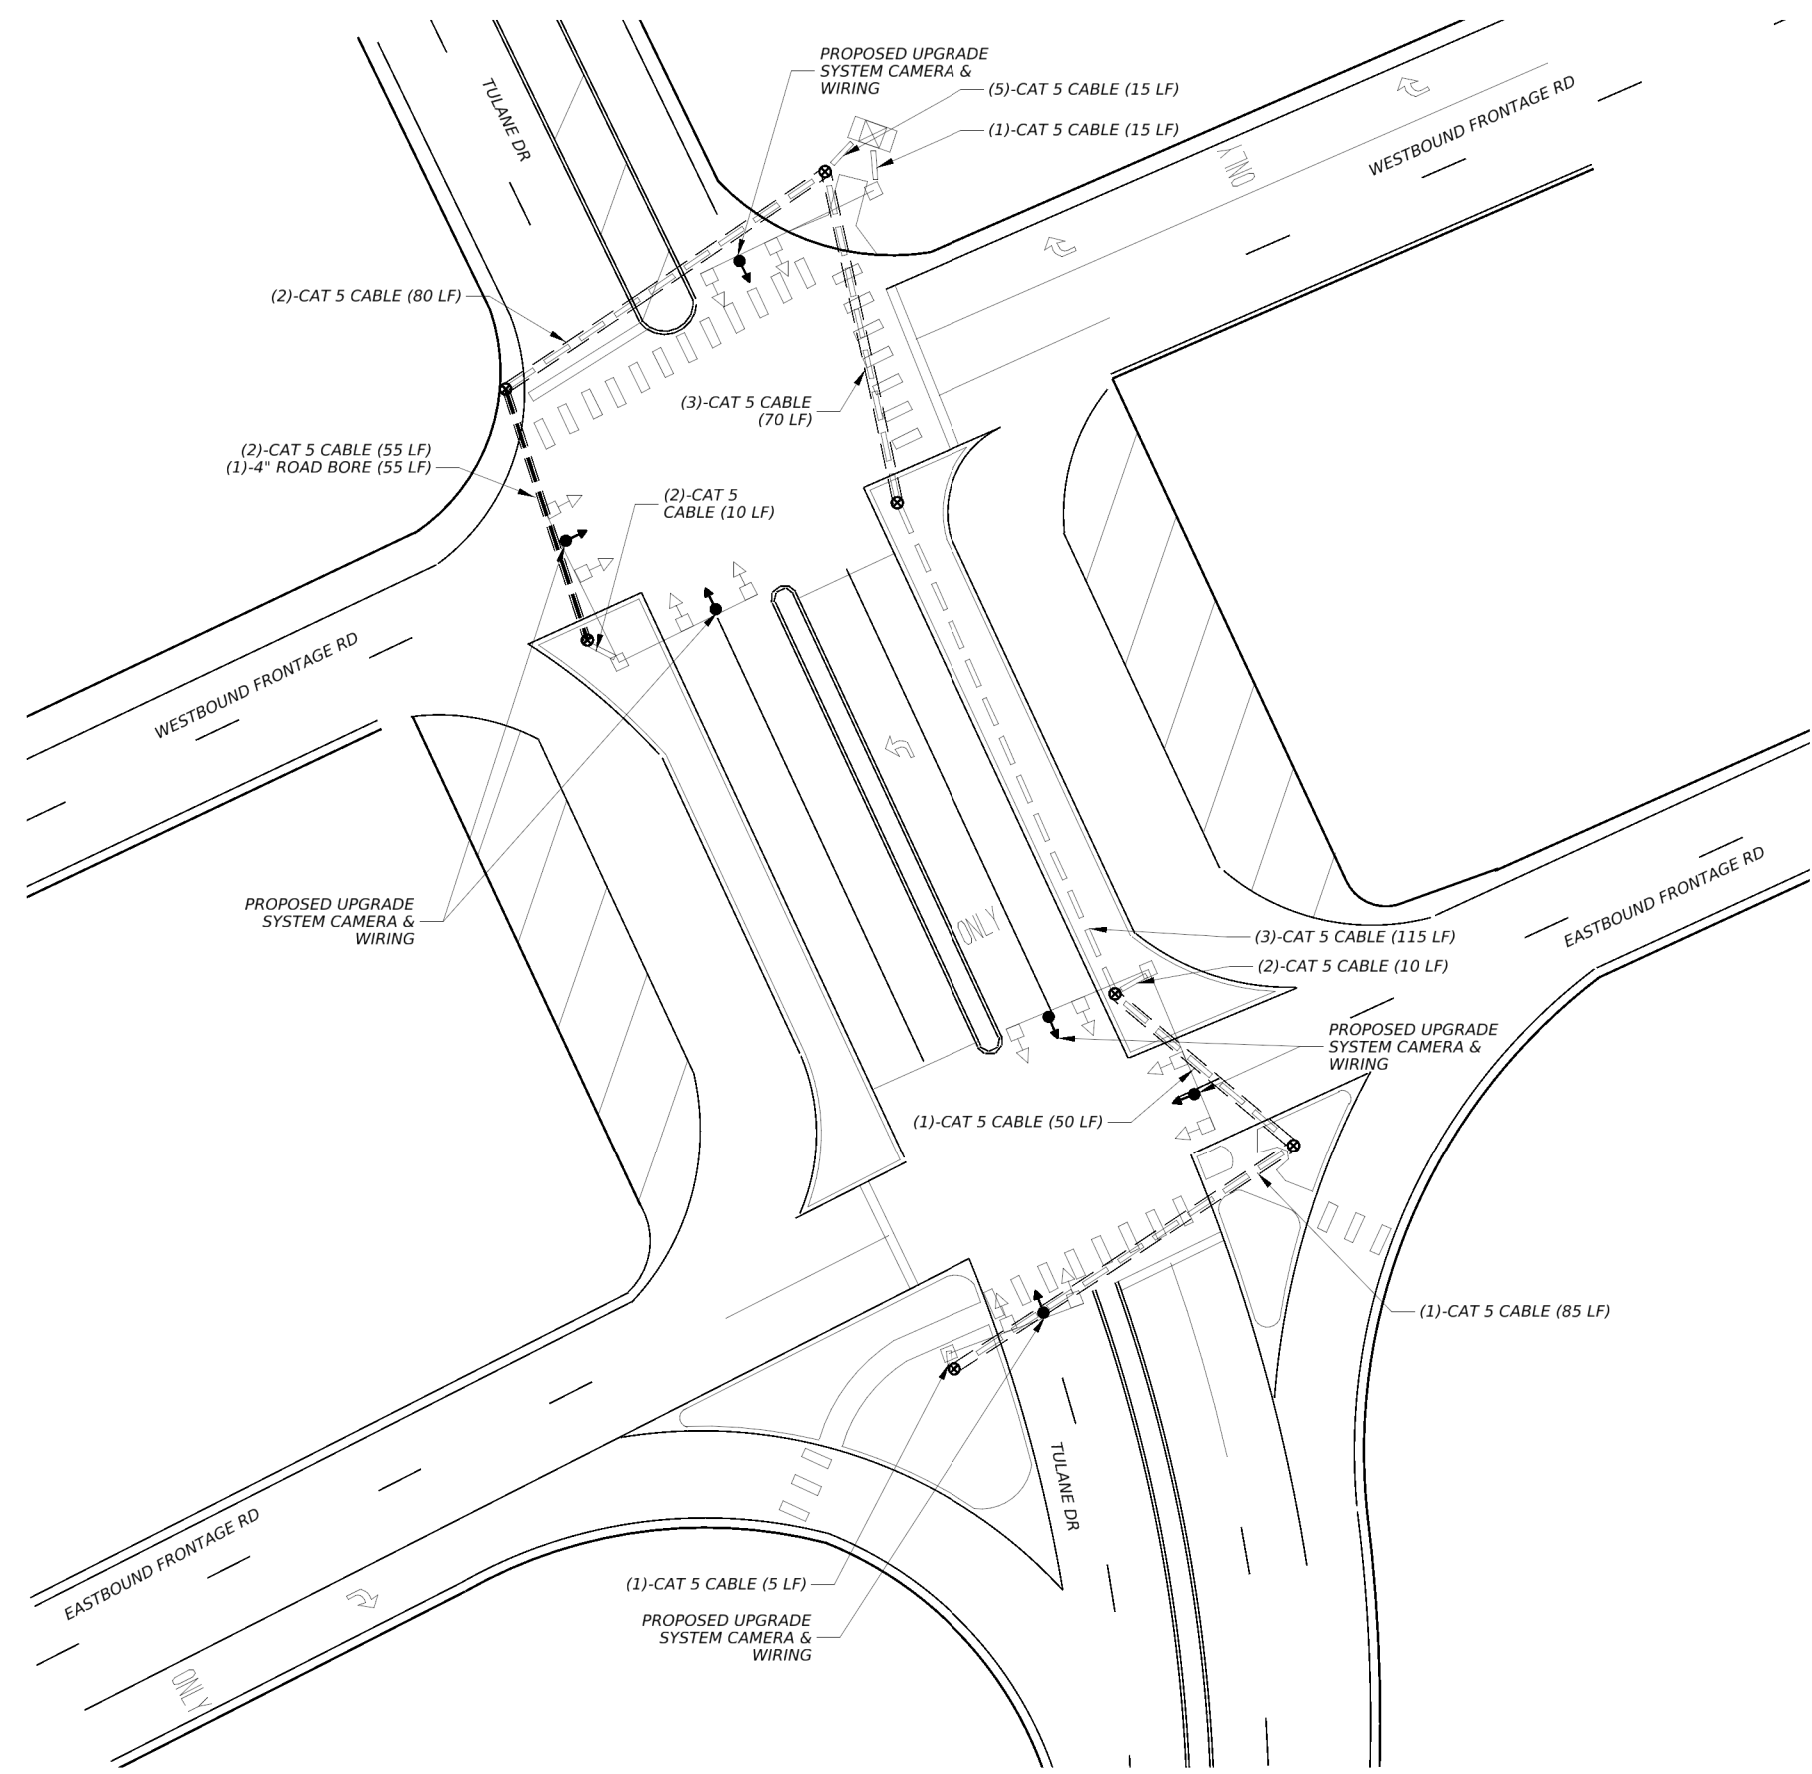 PROPOSED UPGRADE
SYSTEM CAMERA &
WIRING
(5)-CAT 5 CABLE (15 LF)
(1)-CAT 5 CABLE (15 LF)
TULANE DR
WESTBOUND FRONTAGE RD
ONLY
(2)-CAT 5 CABLE (80 LF)
(3)-CAT 5 CABLE
(70 LF)
(2)-CAT 5 CABLE (55 LF)
(1)-4" ROAD BORE (55 LF)
(2)-CAT 5
CABLE (10 LF)
WESTBOUND FRONTAGE RD
PROPOSED UPGRADE
SYSTEM CAMERA &
WIRING
ONLY
EASTBOUND FRONTAGE RD
(3)-CAT 5 CABLE (115 LF)
(2)-CAT 5 CABLE (10 LF)
PROPOSED UPGRADE
SYSTEM CAMERA &
WIRING
(1)-CAT 5 CABLE (50 LF)
(1)-CAT 5 CABLE (85 LF)
TULANE DR
EASTBOUND FRONTAGE RD
(1)-CAT 5 CABLE (5 LF)
PROPOSED UPGRADE
SYSTEM CAMERA &
WIRING
ONLY